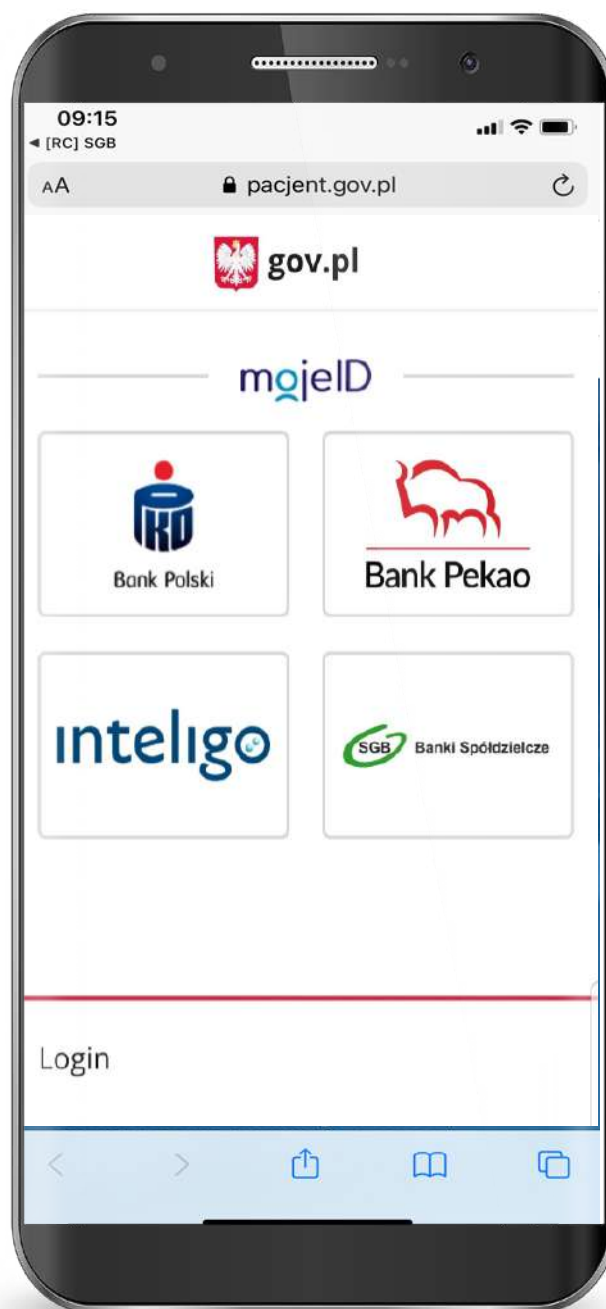 09:15
◀ [RC] SGB
AA pacjent.gov.pl
gov.pl
mojeID
PKO
Bank Polski
Bank Pekao
inteligo
SGB Banki Spółdzielcze
Login